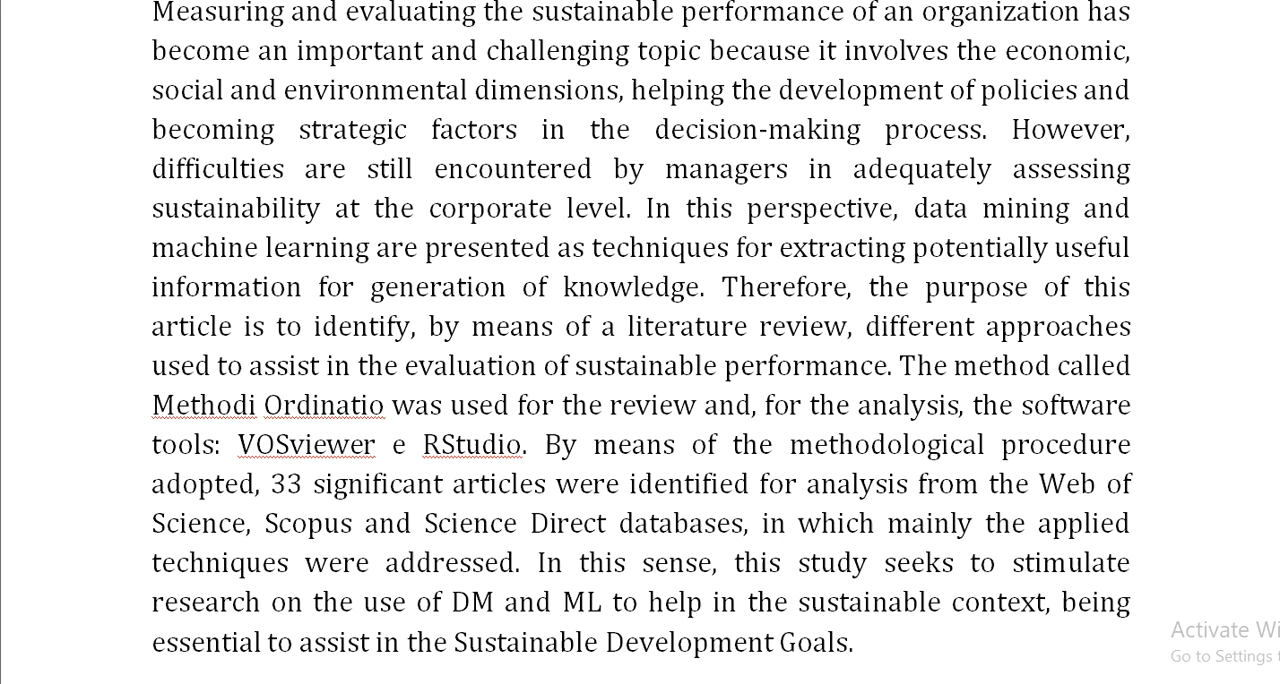 Measuring and evaluating the sustainable performance of an organization has
become an important and challenging topic because it involves the economic,
social and environmental dimensions, helping the development of policies and
becoming strategic factors in the decision-making process. However,
difficulties are still encountered by managers in adequately assessing
sustainability at the corporate level. In this perspective, data mining and
machine learning are presented as techniques for extracting potentially useful
information for generation of knowledge. Therefore, the purpose of this
article is to identify, by means of a literature review, different approaches
used to assist in the evaluation of sustainable performance. The method called
Methodi Ordinatio was used for the review and, for the analysis, the software
tools: VOSviewer e RStudio. By means of the methodological procedure
adopted, 33 significant articles were identified for analysis from the Web of
Science, Scopus and Science Direct databases, in which mainly the applied
techniques were addressed. In this sense, this study seeks to stimulate
research on the use of DM and ML to help in the sustainable context, being
essential to assist in the Sustainable Development Goals.
Activate Wi
Go to Settings t